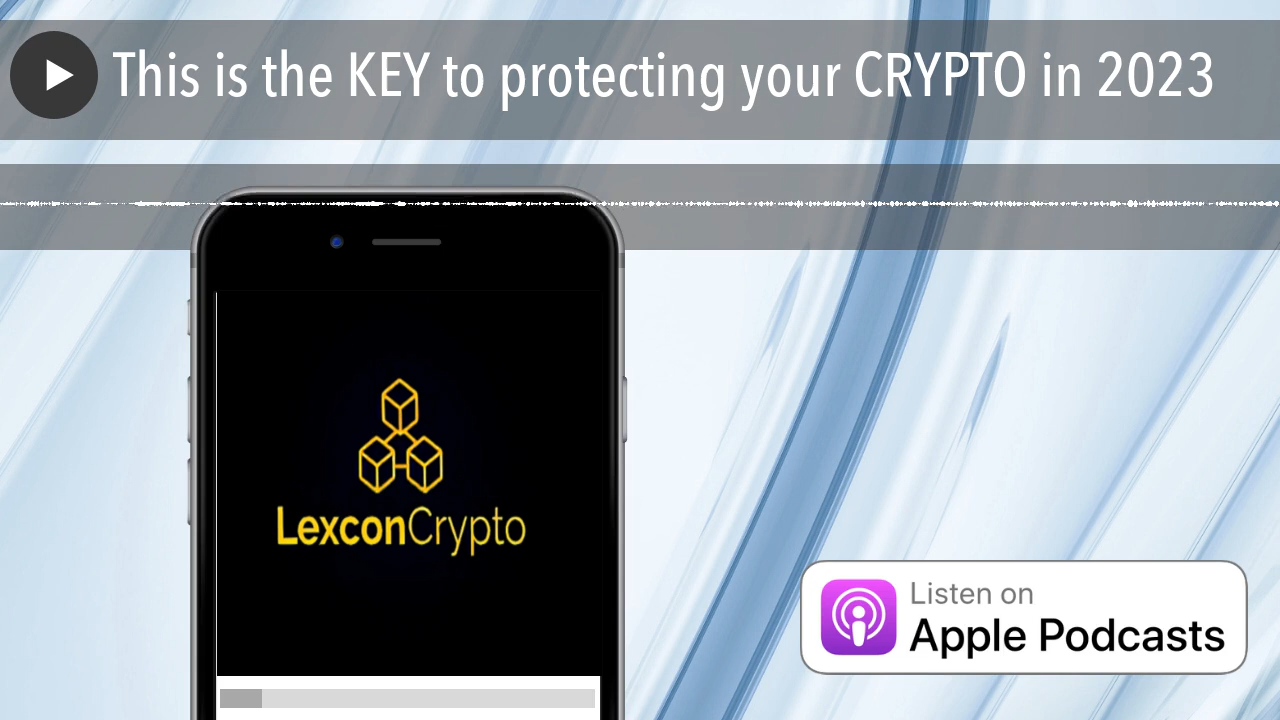 This is the KEY to protecting your CRYPTO in 2023
LexconCrypto
Listen on
Apple Podcasts